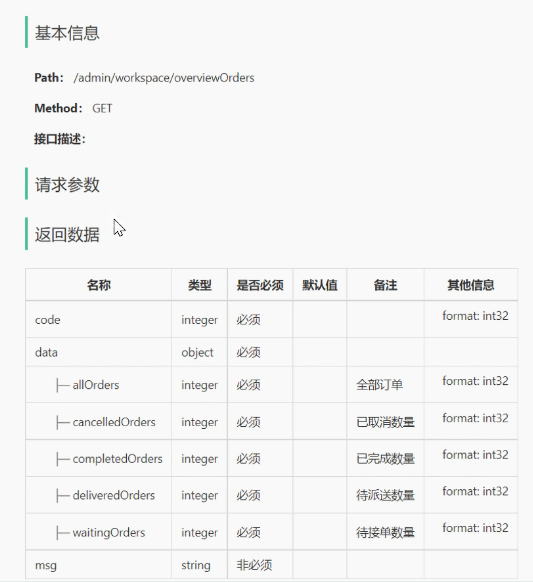 基本信息
Path： /admin/workspace/overviewOrders
Method： GET
接口描述：
请求参数
返回数据
名称 类型 是否必须 默认值 备注 其他信息
code integer 必须 format: int32
data object 必须
├─ allOrders integer 必须 全部订单 format: int32
├─ cancelledOrders integer 必须 已取消数量 format: int32
├─ completedOrders integer 必须 已完成数量 format: int32
├─ deliveredOrders integer 必须 待派送数量 format: int32
├─ waitingOrders integer 必须 待接单数量 format: int32
msg string 非必须